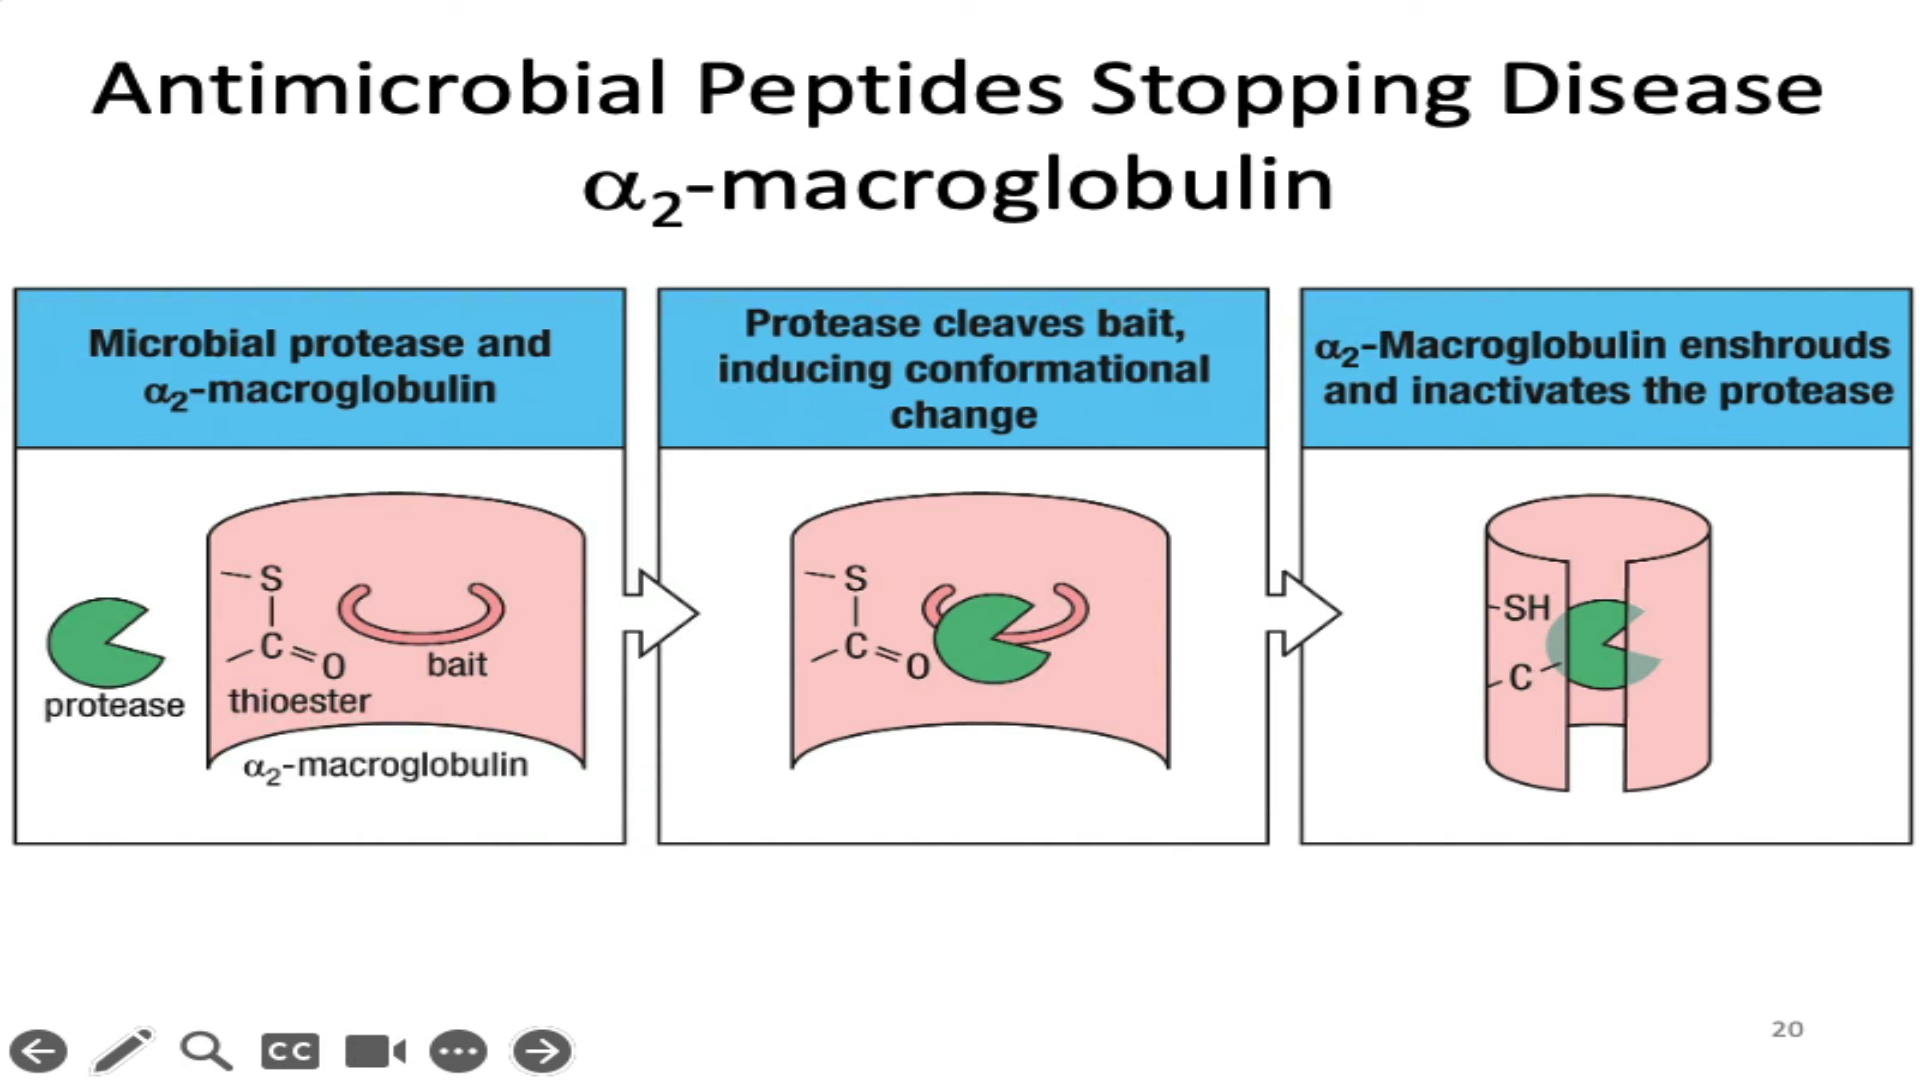 Antimicrobial Peptides Stopping Disease
α₂-macroglobulin
Microbial protease and
α₂-macroglobulin
S
C
O
thioester
bait
protease
α₂-macroglobulin
Protease cleaves bait,
inducing conformational
change
S
C
O
α₂-Macroglobulin enshrouds
and inactivates the protease
SH
C
CC
20